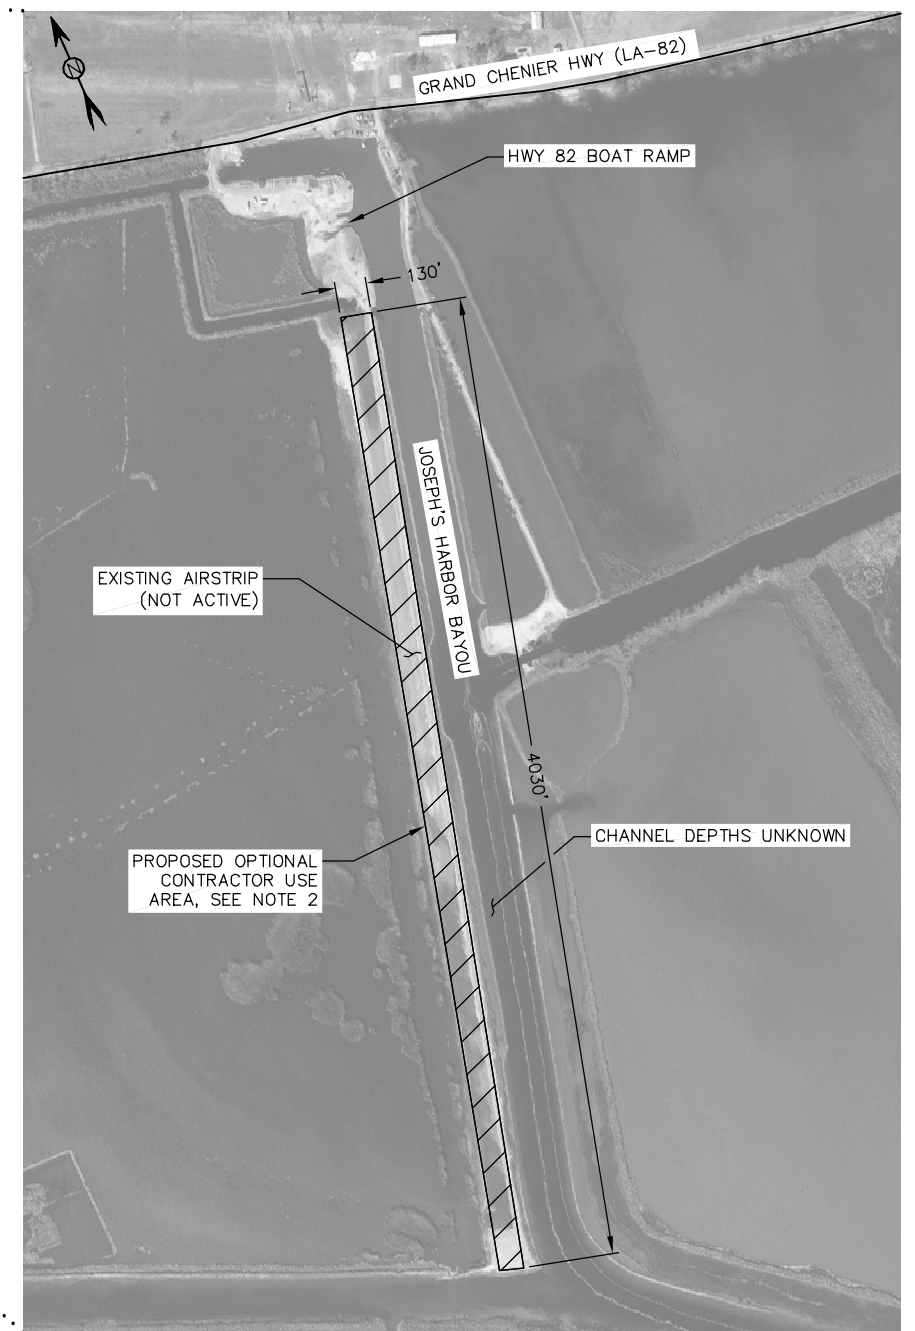 N
GRAND CHENIER HWY (LA-82)
HWY 82 BOAT RAMP
130'
JOSEPH'S HARBOR BAYOU
EXISTING AIRSTRIP
(NOT ACTIVE)
4030'
CHANNEL DEPTHS UNKNOWN
PROPOSED OPTIONAL
CONTRACTOR USE
AREA, SEE NOTE 2